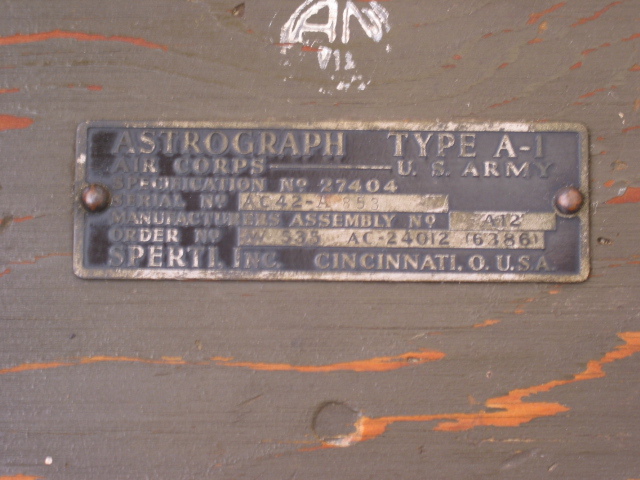 AN
ASTROGRAPH TYPE A-1
AIR CORPS U. S. ARMY
SPECIFICATION Nº 27404
SERIAL Nº AC42-A
MANUFACTURERS ASSEMBLY Nº A12
ORDER Nº 535 AC-24012 (6386)
SPERTI, INC. CINCINNATI, O. U.S.A.